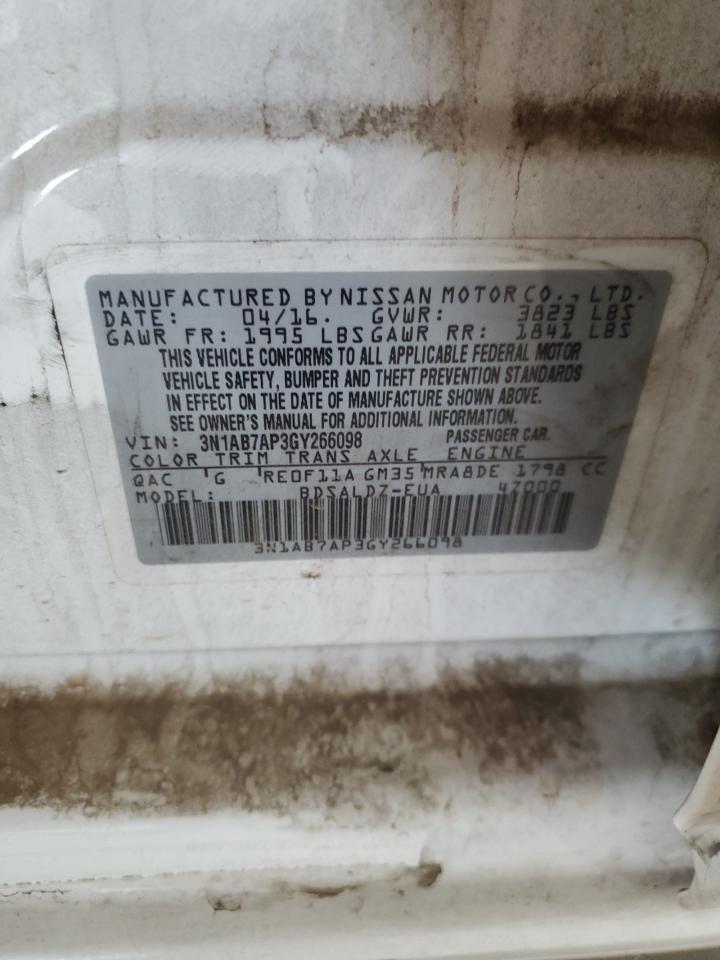 MANUFACTURED BY NISSAN MOTOR CO., LTD.
DATE: 04/16. GVWR: 3823 LBS
GAWR FR: 1995 LBS GAWR RR: 1841 LBS
THIS VEHICLE CONFORMS TO ALL APPLICABLE FEDERAL MOTOR
VEHICLE SAFETY, BUMPER AND THEFT PREVENTION STANDARDS
IN EFFECT ON THE DATE OF MANUFACTURE SHOWN ABOVE.
SEE OWNER'S MANUAL FOR ADDITIONAL INFORMATION.
VIN: 3N1AB7AP3GY266098 PASSENGER CAR.
COLOR TRIM TRANS AXLE ENGINE
QAC G RE0F11A GM35 MRA8DE 1798 CC
MODEL: BDSALDZ-EUA 47000
3N1AB7AP3GY266098